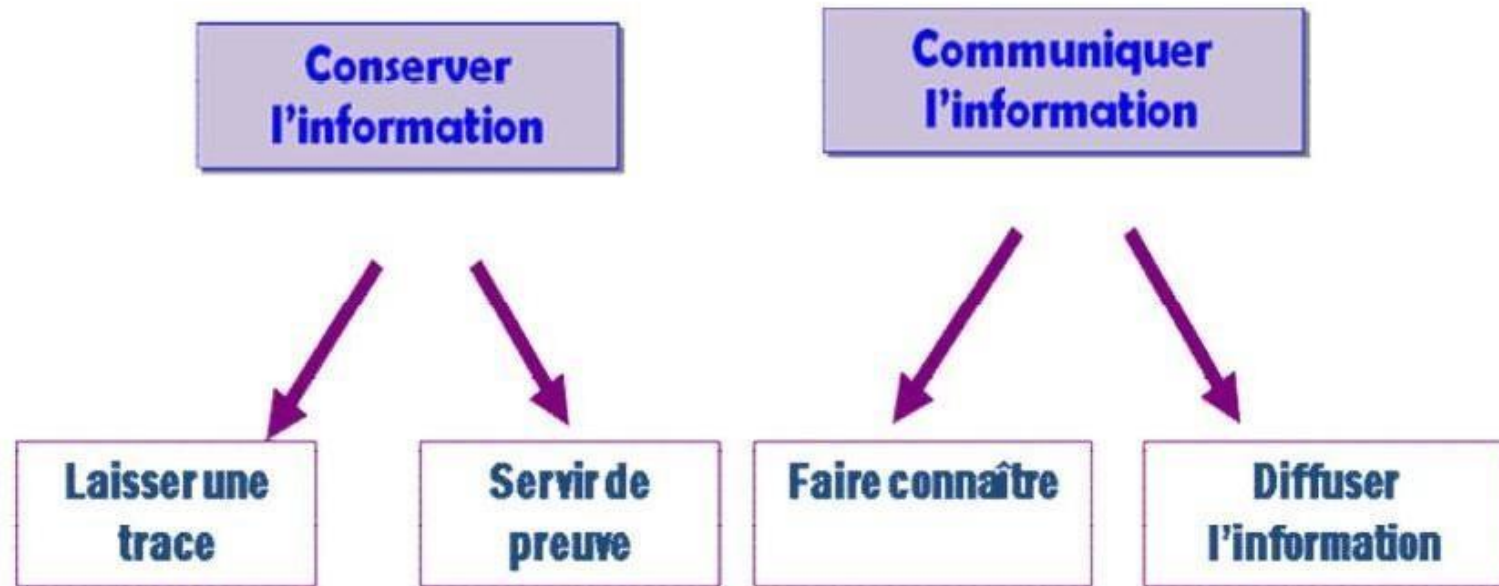 Conserver
l'information
Communiquer
l'information
Laisser une
trace
Servir de
preuve
Faire connaître
Diffuser
l'information